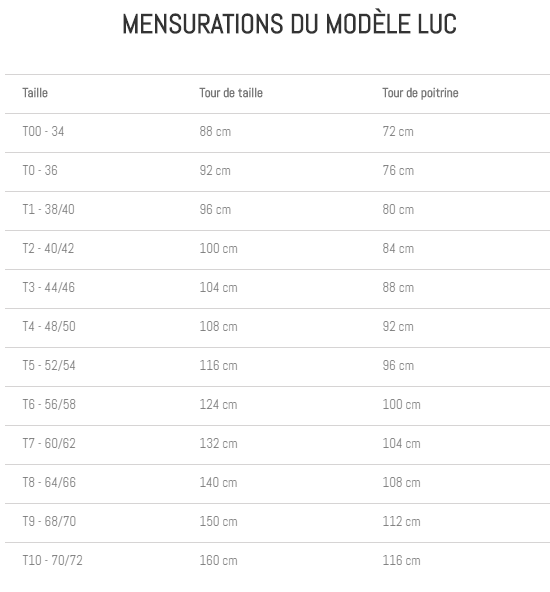 MENSURATIONS DU MODÈLE LUC
Taille Tour de taille Tour de poitrine
T00 - 34 88 cm 72 cm
T0 - 36 92 cm 76 cm
T1 - 38/40 96 cm 80 cm
T2 - 40/42 100 cm 84 cm
T3 - 44/46 104 cm 88 cm
T4 - 48/50 108 cm 92 cm
T5 - 52/54 116 cm 96 cm
T6 - 56/58 124 cm 100 cm
T7 - 60/62 132 cm 104 cm
T8 - 64/66 140 cm 108 cm
T9 - 68/70 150 cm 112 cm
T10 - 70/72 160 cm 116 cm